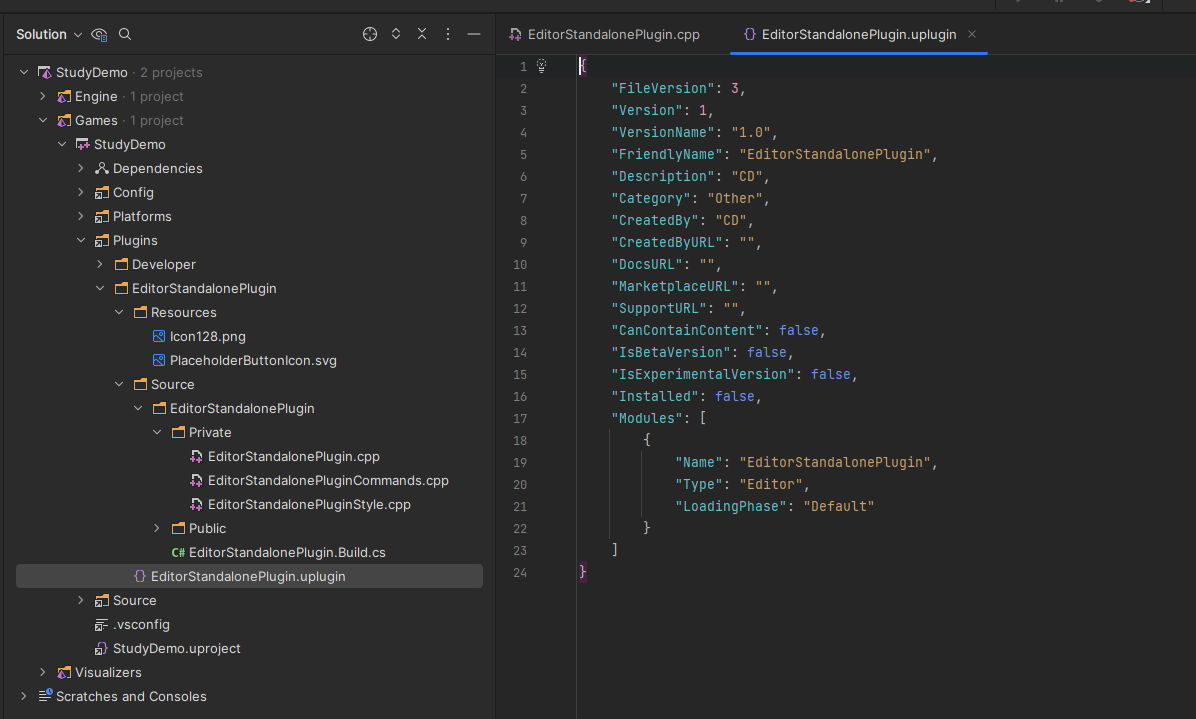 Solution
StudyDemo · 2 projects
Engine · 1 project
Games · 1 project
StudyDemo
Dependencies
Config
Platforms
Plugins
Developer
EditorStandalonePlugin
Resources
Icon128.png
PlaceholderButtonIcon.svg
Source
EditorStandalonePlugin
Private
EditorStandalonePlugin.cpp
EditorStandalonePluginCommands.cpp
EditorStandalonePluginStyle.cpp
Public
C# EditorStandalonePlugin.Build.cs
{} EditorStandalonePlugin.uplugin
Source
.vsconfig
StudyDemo.uproject
Visualizers
Scratches and Consoles
EditorStandalonePlugin.cpp {} EditorStandalonePlugin.uplugin
1 {
2 "FileVersion": 3,
3 "Version": 1,
4 "VersionName": "1.0",
5 "FriendlyName": "EditorStandalonePlugin",
6 "Description": "CD",
7 "Category": "Other",
8 "CreatedBy": "CD",
9 "CreatedByURL": "",
10 "DocsURL": "",
11 "MarketplaceURL": "",
12 "SupportURL": "",
13 "CanContainContent": false,
14 "IsBetaVersion": false,
15 "IsExperimentalVersion": false,
16 "Installed": false,
17 "Modules": [
18 {
19 "Name": "EditorStandalonePlugin",
20 "Type": "Editor",
21 "LoadingPhase": "Default"
22 }
23 ]
24 }